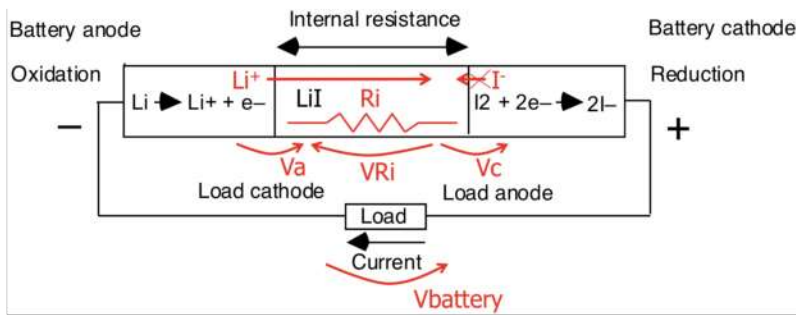 Internal resistance
Battery anode
Battery cathode
Oxidation
Reduction
Li+
I-
Li Li+ + e–
LiI
Ri
I2 + 2e– 2I–
–
+
Va
VRi
Vc
Load cathode
Load anode
Load
Current
Vbattery